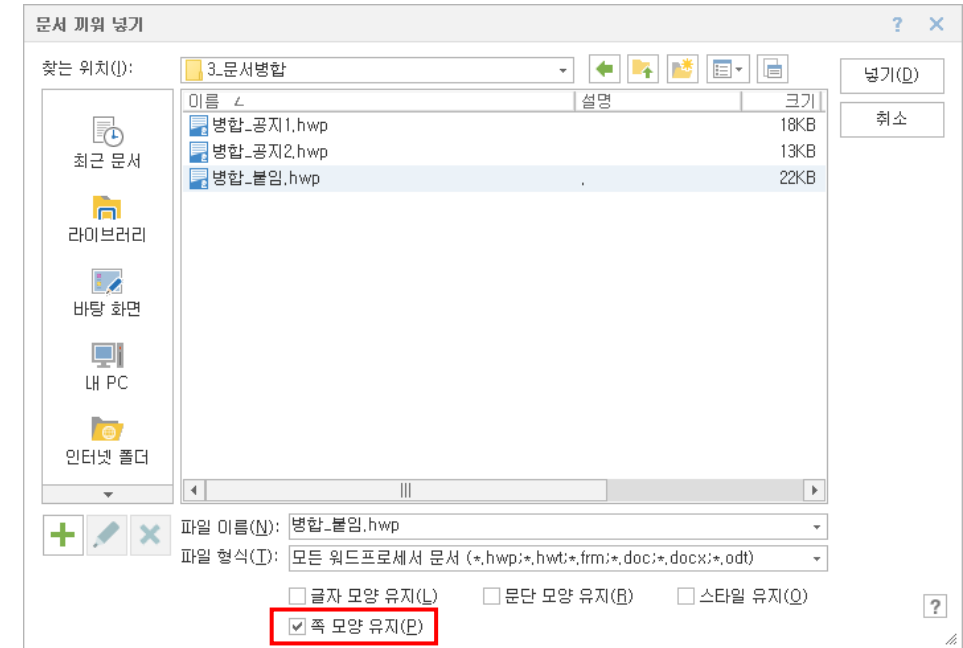 문서 끼워 넣기
찾는 위치(I):
3_문서병합
넣기(D)
취소
이름
설명
크기
병합_공지1.hwp
18KB
병합_공지2.hwp
13KB
병합_붙임.hwp
.
22KB
최근 문서
라이브러리
바탕 화면
내 PC
인터넷 폴더
파일 이름(N):
병합_붙임.hwp
파일 형식(T):
모든 워드프로세서 문서 (*.hwp;*.hwt;*.frm;*.doc;*.docx;*.odt)
글자 모양 유지(L)
문단 모양 유지(R)
스타일 유지(O)
쪽 모양 유지(P)